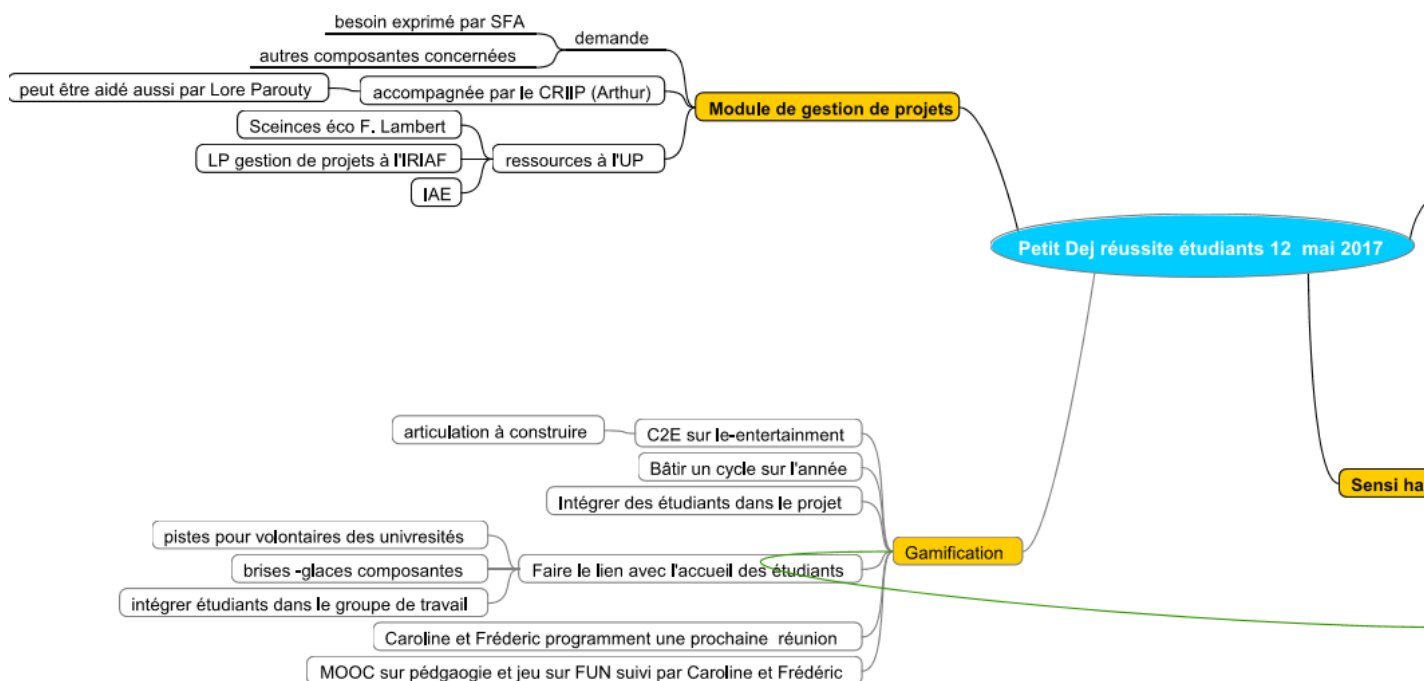 besoin exprimé par SFA
demande
autres composantes concernées
peut être aidé aussi par Lore Parouty
accompagnée par le CRIIP (Arthur)
Module de gestion de projets
Sceinces éco F. Lambert
LP gestion de projets à l'IRIAF
ressources à l'UP
IAE
Petit Dej réussite étudiants 12 mai 2017
articulation à construire
C2E sur le-entertainment
Bâtir un cycle sur l'année
Sensi ha
Intégrer des étudiants dans le projet
pistes pour volontaires des univresités
Gamification
brises -glaces composantes
Faire le lien avec l'accueil des étudiants
intégrer étudiants dans le groupe de travail
Caroline et Fréderic programment une prochaine réunion
MOOC sur pédgaogie et jeu sur FUN suivi par Caroline et Frédéric